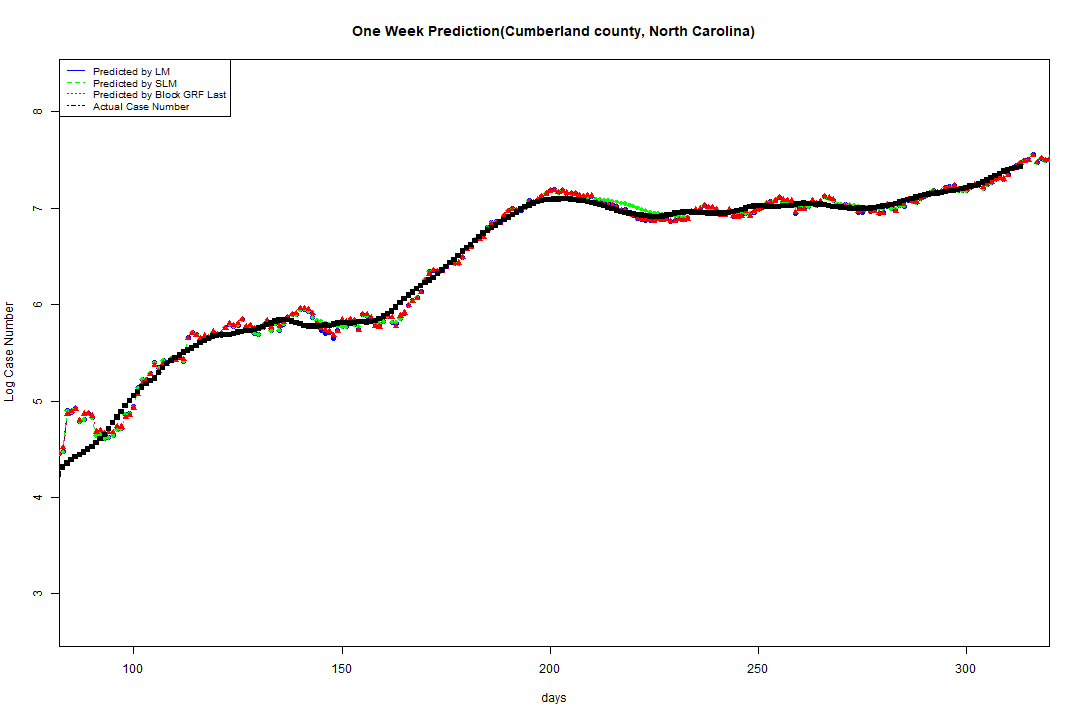 One Week Prediction(Cumberland county, North Carolina)
Predicted by LM
Predicted by SLM
Predicted by Block GRF Last
Actual Case Number
8
7
6
5
4
3
Log Case Number
100 150 200 250 300
days